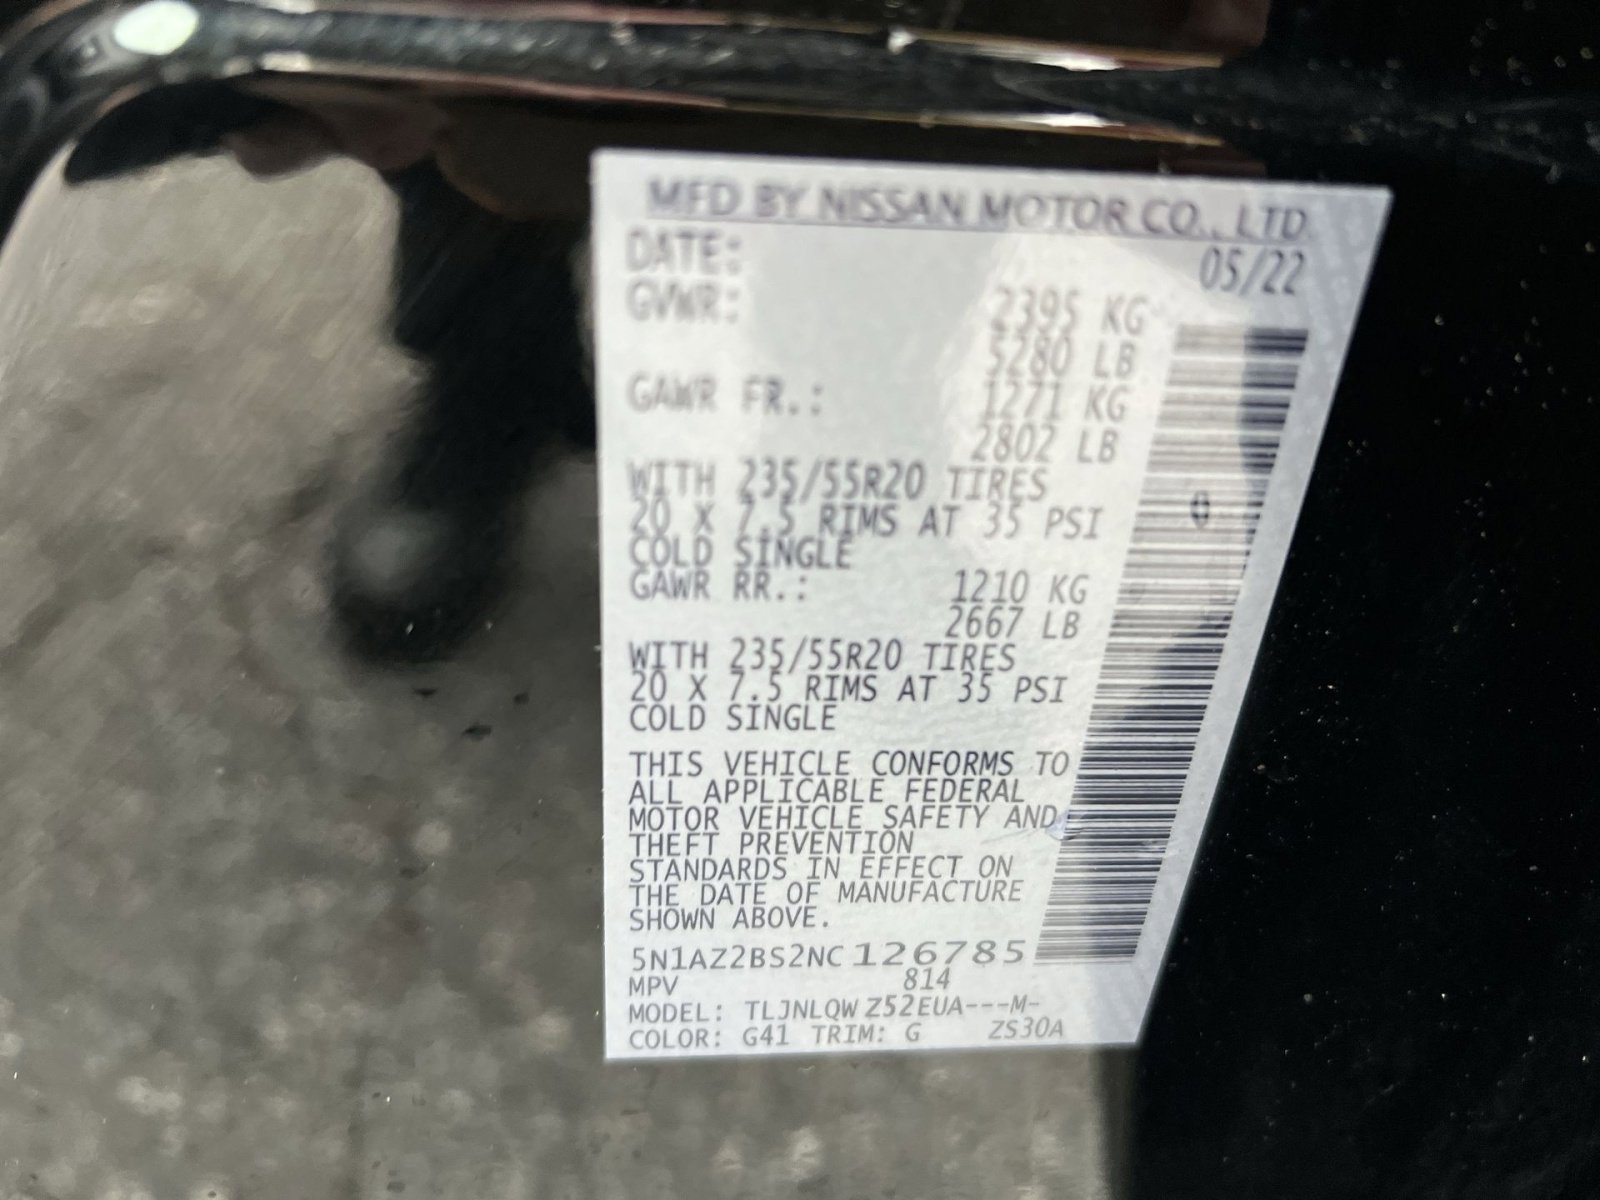 MFD BY NISSAN MOTOR CO., LTD.
DATE: 05/22
GVWR: 2395 KG
5280 LB
GAWR FR.: 1271 KG
2802 LB
WITH 235/55R20 TIRES
20 X 7.5 RIMS AT 35 PSI
COLD SINGLE
GAWR RR.: 1210 KG
2667 LB
WITH 235/55R20 TIRES
20 X 7.5 RIMS AT 35 PSI
COLD SINGLE
THIS VEHICLE CONFORMS TO
ALL APPLICABLE FEDERAL
MOTOR VEHICLE SAFETY AND
THEFT PREVENTION
STANDARDS IN EFFECT ON
THE DATE OF MANUFACTURE
SHOWN ABOVE.
5N1AZ2BS2NC126785
MPV 814
MODEL: TLJNLQW Z52EUA---M-
COLOR: G41 TRIM: G ZS30A